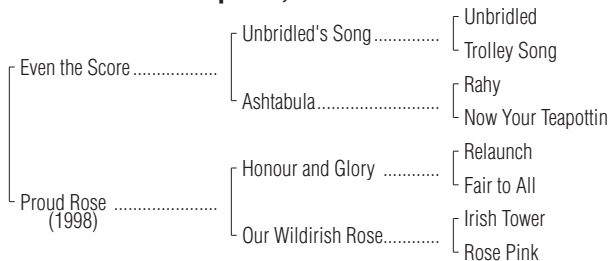 Unbridled
Unbridled's Song..............
Trolley Song
Even the Score..................
Rahy
Ashtabula..........................
Now Your Teapottin
Relaunch
Honour and Glory ............
Fair to All
Proud Rose ......................
(1998)
Irish Tower
Our Wildirish Rose............
Rose Pink